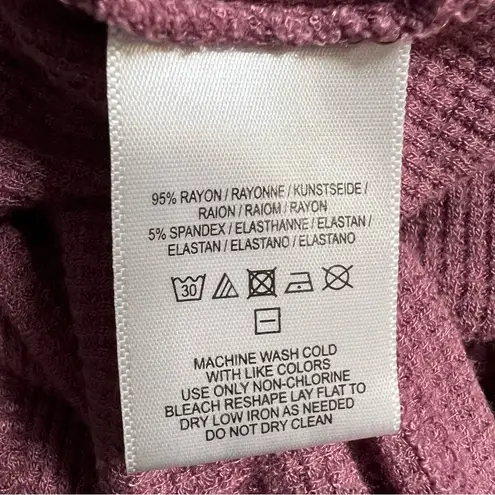 95% RAYON / RAYONNE / KUNSTSEIDE /
RAION / RAIOM / RAYON
5% SPANDEX / ELASTHANNE / ELASTAN /
ELASTAN / ELASTANO / ELASTANO
30
MACHINE WASH COLD
WITH LIKE COLORS
USE ONLY NON-CHLORINE
BLEACH RESHAPE LAY FLAT TO
DRY LOW IRON AS NEEDED
DO NOT DRY CLEAN